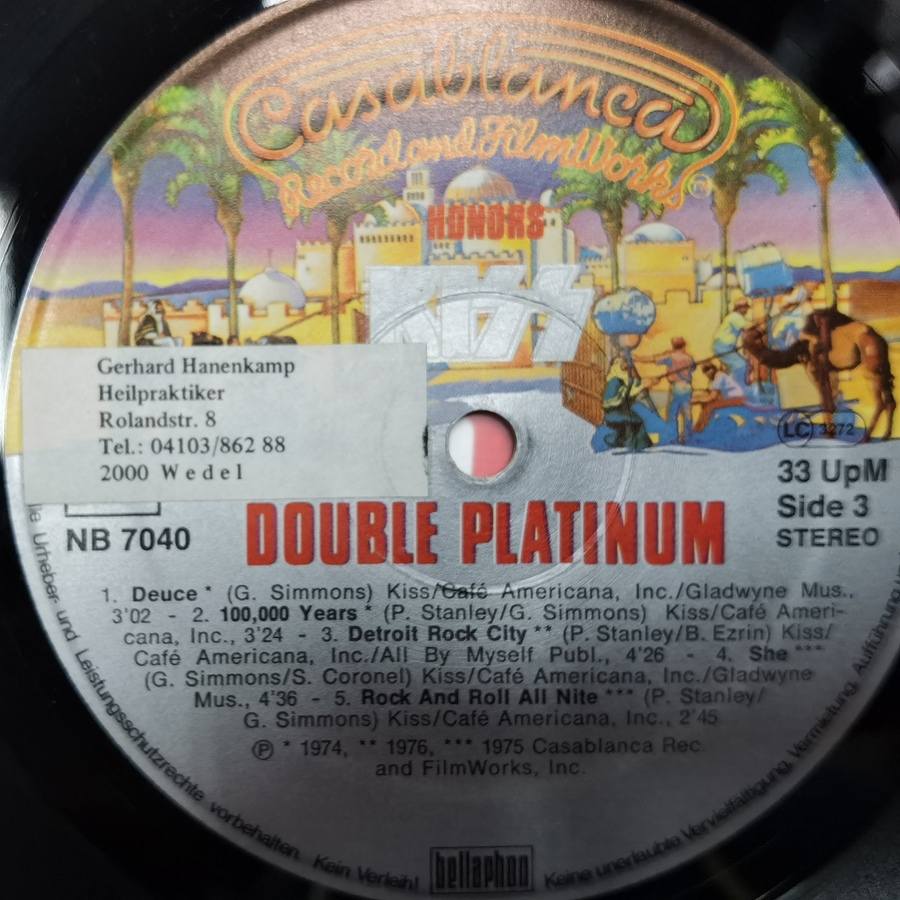 Casablanca
Record and FilmWorks
HONORS
KISS
Gerhard Hanenkamp
Heilpraktiker
Rolandstr. 8
Tel.: 04103/862 88
2000 Wedel
LC 3272
33 UpM
Side 3
STEREO
NB 7040
DOUBLE PLATINUM
1. Deuce * (G. Simmons) Kiss/Café Americana, Inc./Gladwyne Mus.,
3'02 - 2. 100,000 Years * (P. Stanley/G. Simmons) Kiss/Café Ameri-
cana, Inc., 3'24 - 3. Detroit Rock City ** (P. Stanley/B. Ezrin) Kiss/
Café Americana, Inc./All By Myself Publ., 4'26 - 4. She ***
(G. Simmons/S. Coronel) Kiss/Café Americana, Inc./Gladwyne
Mus., 4'36 - 5. Rock And Roll All Nite *** (P. Stanley/
G. Simmons) Kiss/Café Americana, Inc., 2'45
℗ * 1974, ** 1976, *** 1975 Casablanca Rec.
and FilmWorks, Inc.
Urheber- und Leistungsschutzrechte vorbehalten. Kein Verleih! Keine unerlaubte Vervielfältigung, Vermietung, Aufführung
bellaphon